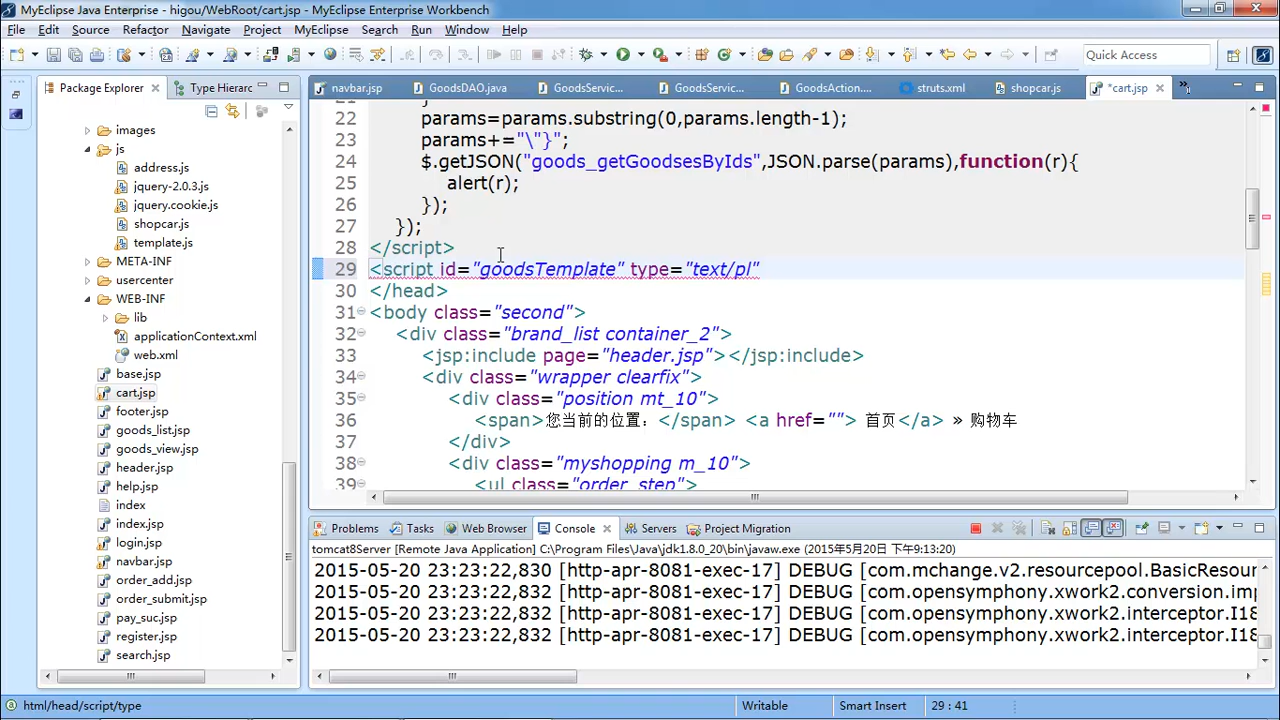 MyEclipse Java Enterprise - higou/WebRoot/cart.jsp - MyEclipse Enterprise Workbench
File Edit Source Refactor Navigate Project MyEclipse Search Run Window Help
Quick Access
Package Explorer Type Hierarc
navbar.jsp GoodsDAO.java GoodsServic... GoodsServic... GoodsAction.... struts.xml shopcar.js *cart.jsp
images
js
address.js
jquery-2.0.3.js
jquery.cookie.js
shopcar.js
template.js
META-INF
usercenter
WEB-INF
lib
applicationContext.xml
web.xml
base.jsp
cart.jsp
footer.jsp
goods_list.jsp
goods_view.jsp
header.jsp
help.jsp
index
index.jsp
login.jsp
navbar.jsp
order_add.jsp
order_submit.jsp
pay_suc.jsp
register.jsp
search.jsp
21 }
22 params=params.substring(0,params.length-1);
23 params+="\"}";
24 $.getJSON("goods_getGoodsesByIds",JSON.parse(params),function(r){
25 alert(r);
26 });
27 });
28 </script>
29 <script id="goodsTemplate" type="text/pl"
30 </head>
31 <body class="second">
32 <div class="brand_list container_2">
33 <jsp:include page="header.jsp"></jsp:include>
34 <div class="wrapper clearfix">
35 <div class="position mt_10">
36 <span>您当前的位置：</span> <a href=""> 首页</a> » 购物车
37 </div>
38 <div class="myshopping m_10">
39 <ul class="order_step">
Problems Tasks Web Browser Console Servers Project Migration
tomcat8Server [Remote Java Application] C:\Program Files\Java\jdk1.8.0_20\bin\javaw.exe (2015年5月20日 下午9:13:20)
2015-05-20 23:23:22,830 [http-apr-8081-exec-17] DEBUG [com.mchange.v2.resourcepool.BasicResour
2015-05-20 23:23:22,832 [http-apr-8081-exec-17] DEBUG [com.opensymphony.xwork2.conversion.imp
2015-05-20 23:23:22,832 [http-apr-8081-exec-17] DEBUG [com.opensymphony.xwork2.interceptor.I18
2015-05-20 23:23:22,832 [http-apr-8081-exec-17] DEBUG [com.opensymphony.xwork2.interceptor.I18
html/head/script/type Writable Smart Insert 29 : 41